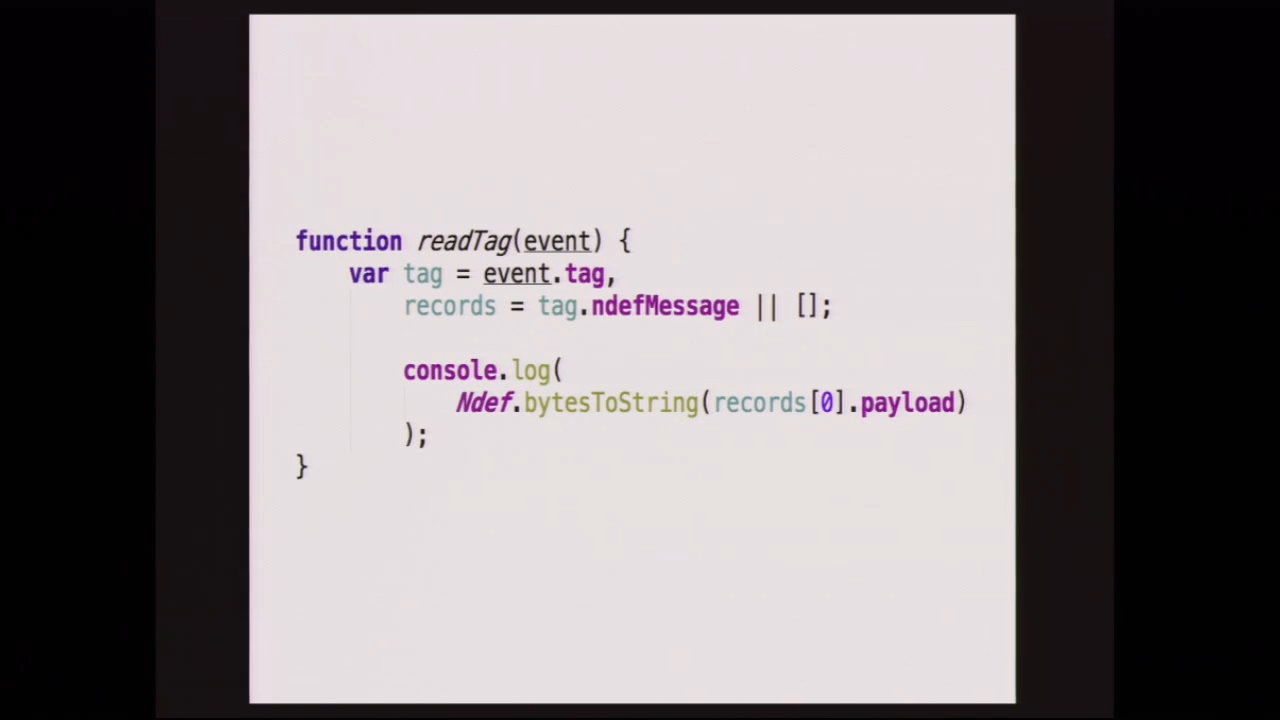 function readTag(event) {
    var tag = event.tag,
        records = tag.ndefMessage || [];

        console.log(
            Ndef.bytesToString(records[0].payload)
        );
}